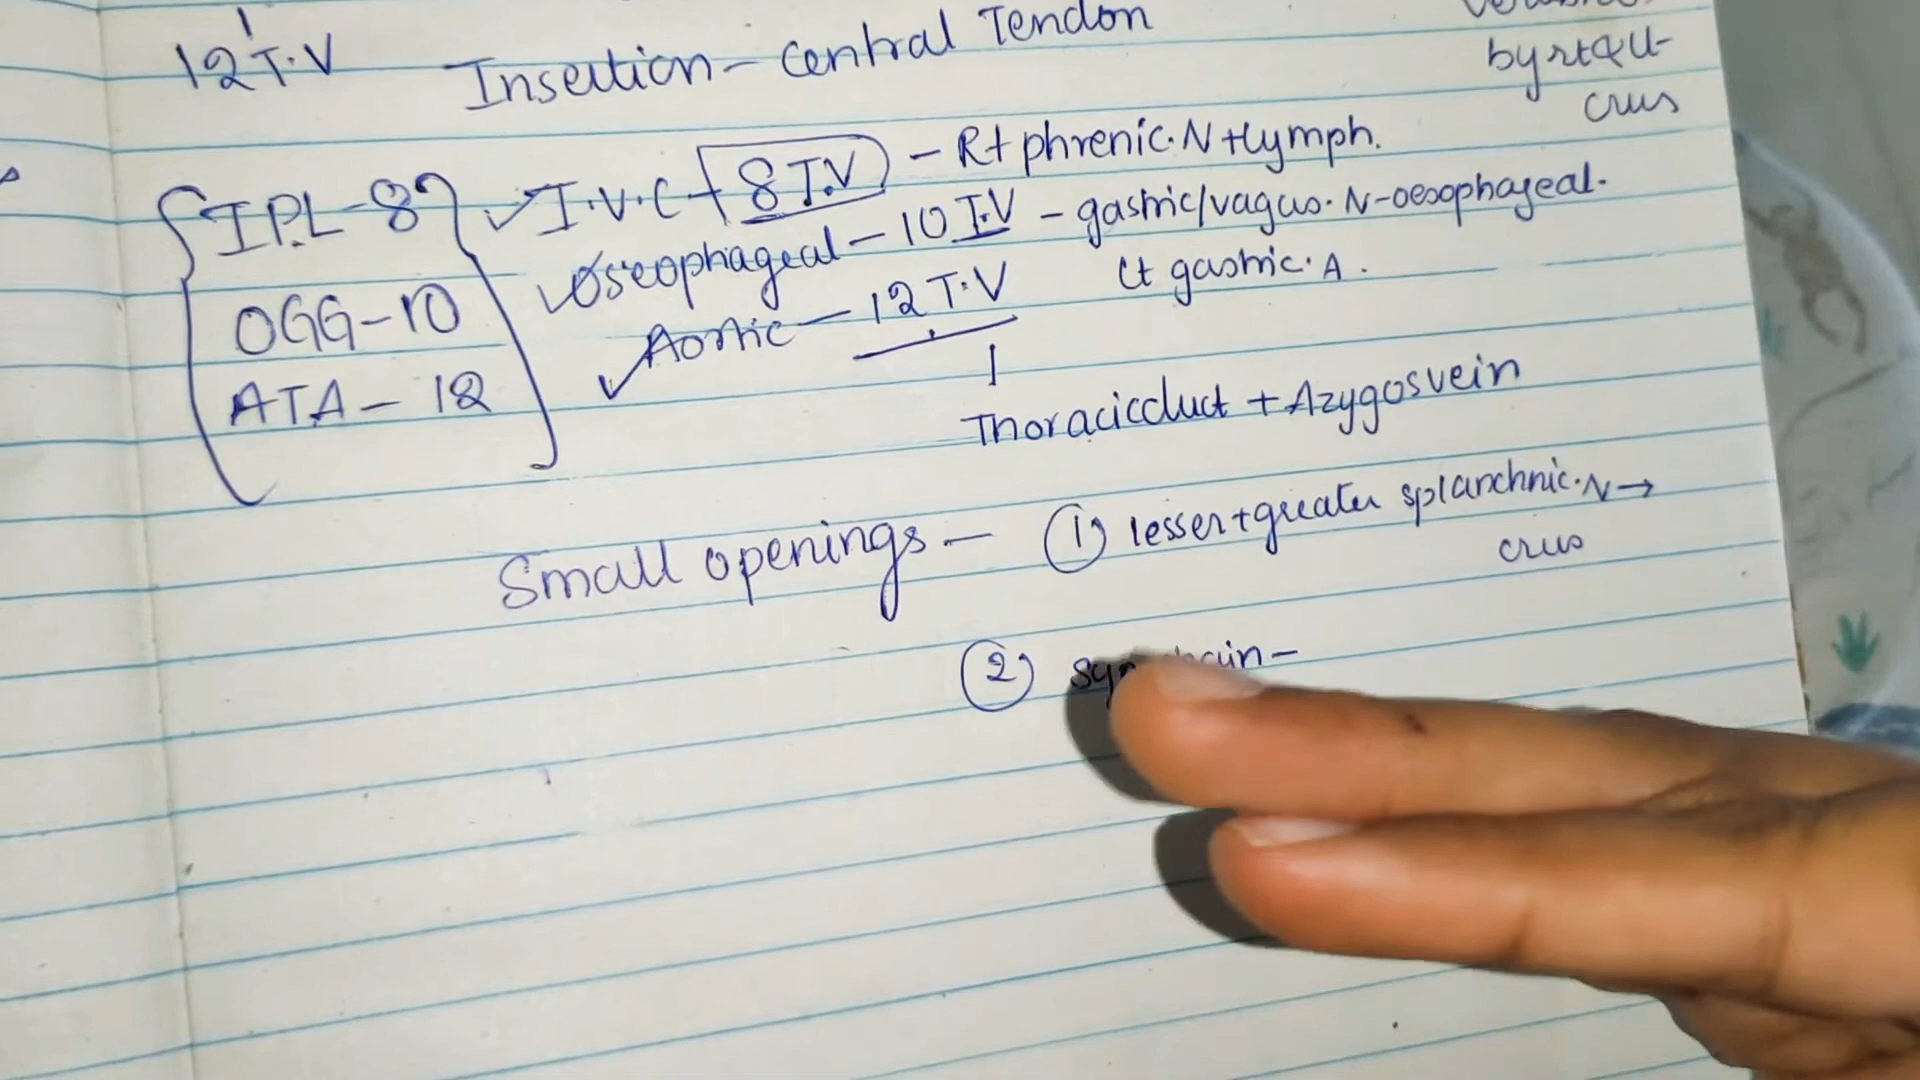 12 T.V
Insertion - Central Tendon
by rt & lt
crus
{IPL-8} ✓I.V.C - 8 T.V - Rt phrenic.N + lymph.
✓Oseophageal - 10 T.V - gastric/vagus.N - oesophageal.
Lt gastric.A.
OGG-10
✓Aortic - 12 T.V
ATA - 12
Thoracic duct + Azygos vein
Small openings - ① lesser + greater splanchnic.N →
crus
②